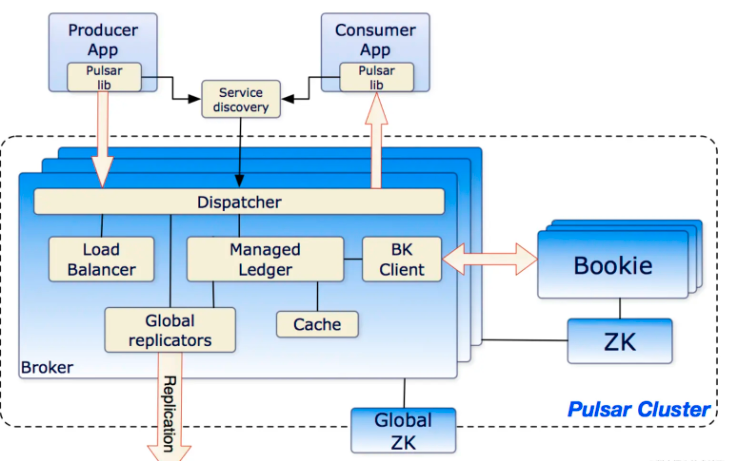 Producer
App
Pulsar
lib
Service
discovery
Consumer
App
Pulsar
lib
Dispatcher
Load
Balancer
Managed
Ledger
BK
Client
Bookie
Global
replicators
Cache
ZK
Broker
Replication
Pulsar Cluster
Global
ZK